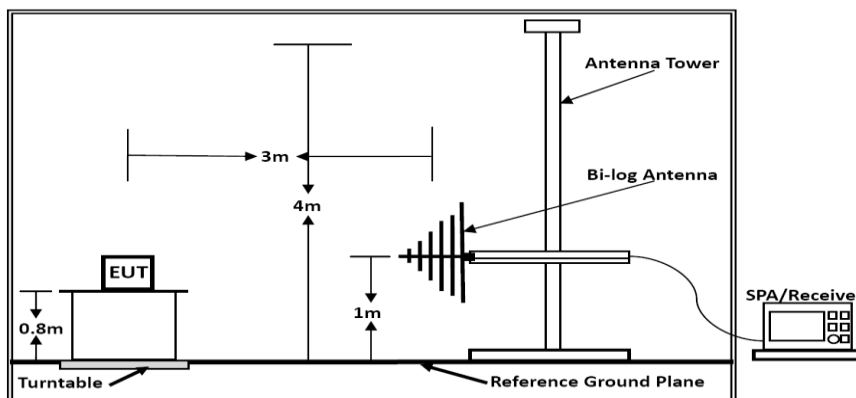 Antenna Tower
3m
Bi-log Antenna
4m
EUT
0.8m
1m
SPA/Receive
Turntable
Reference Ground Plane